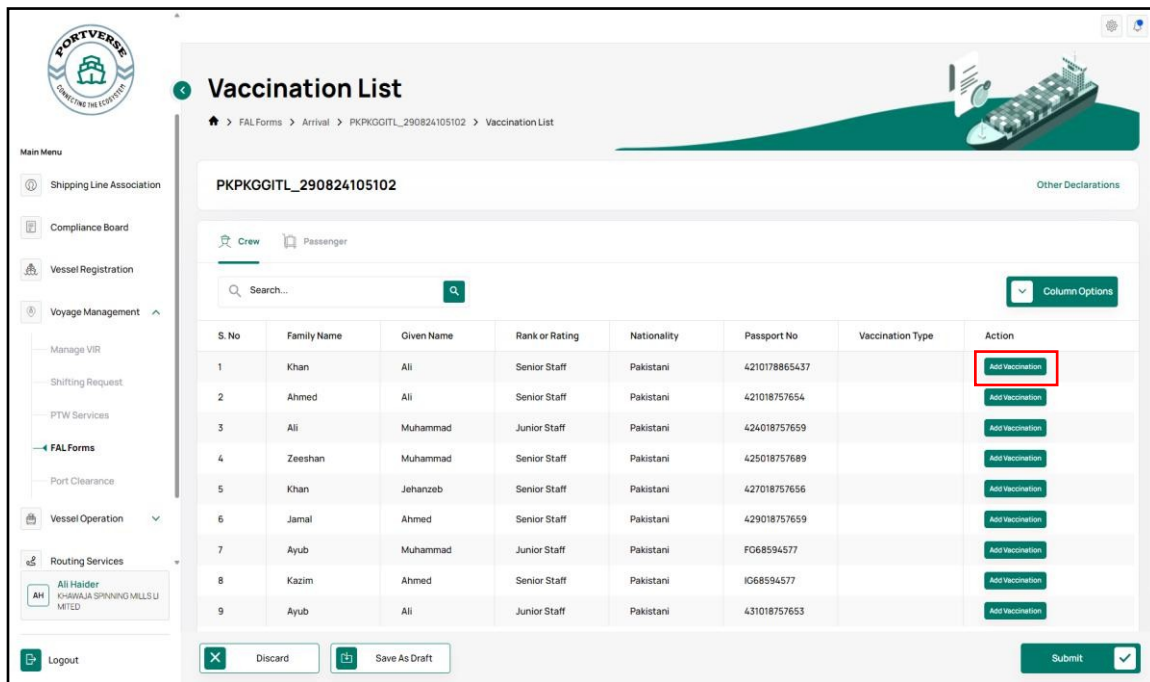 PORTVERSE
CONNECTING THE ECOSYSTEM
Main Menu
Shipping Line Association
Compliance Board
Vessel Registration
Voyage Management
Manage VIR
Shifting Request
PTW Services
FAL Forms
Port Clearance
Vessel Operation
Routing Services
AH
Ali Haider
KHAWAJA SPINNING MILLS LI
MITED
Logout
Vaccination List
> FAL Forms > Arrival > PKPKGGITL_290824105102 > Vaccination List
PKPKGGITL_290824105102 Other Declarations
Crew Passenger
Search... Column Options
S. No Family Name Given Name Rank or Rating Nationality Passport No Vaccination Type Action
1 Khan Ali Senior Staff Pakistani 4210178865437 Add Vaccination
2 Ahmed Ali Senior Staff Pakistani 421018757654 Add Vaccination
3 Ali Muhammad Junior Staff Pakistani 424018757659 Add Vaccination
4 Zeeshan Muhammad Senior Staff Pakistani 425018757689 Add Vaccination
5 Khan Jehanzeb Senior Staff Pakistani 427018757656 Add Vaccination
6 Jamal Ahmed Senior Staff Pakistani 429018757659 Add Vaccination
7 Ayub Muhammad Junior Staff Pakistani FG68594577 Add Vaccination
8 Kazim Ahmed Senior Staff Pakistani IG68594577 Add Vaccination
9 Ayub Ali Junior Staff Pakistani 431018757653 Add Vaccination
Discard Save As Draft Submit